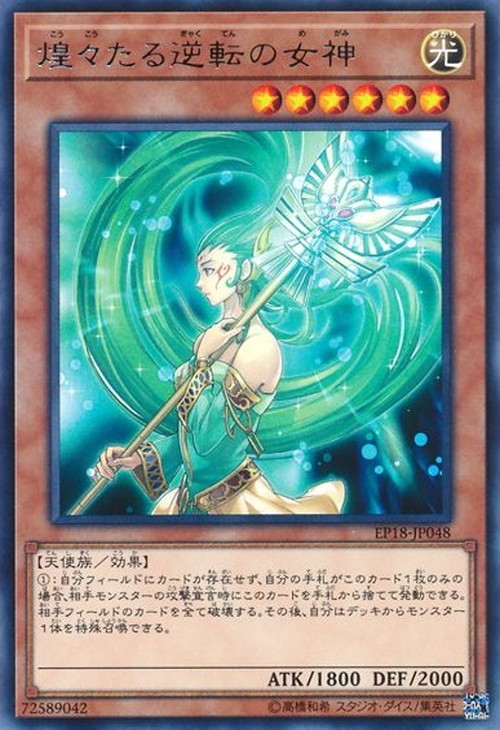 煌々たる逆転の女神
光
EP18-JP048
【天使族／効果】
①：自分フィールドにカードが存在せず、自分の手札がこのカード１枚のみの
場合、相手モンスターの攻撃宣言時にこのカードを手札から捨てて発動できる。
相手フィールドのカードを全て破壊する。その後、自分はデッキからモンスター
１体を特殊召喚できる。
ATK/1800 DEF/2000
72589042
©高橋和希 スタジオ・ダイス/集英社